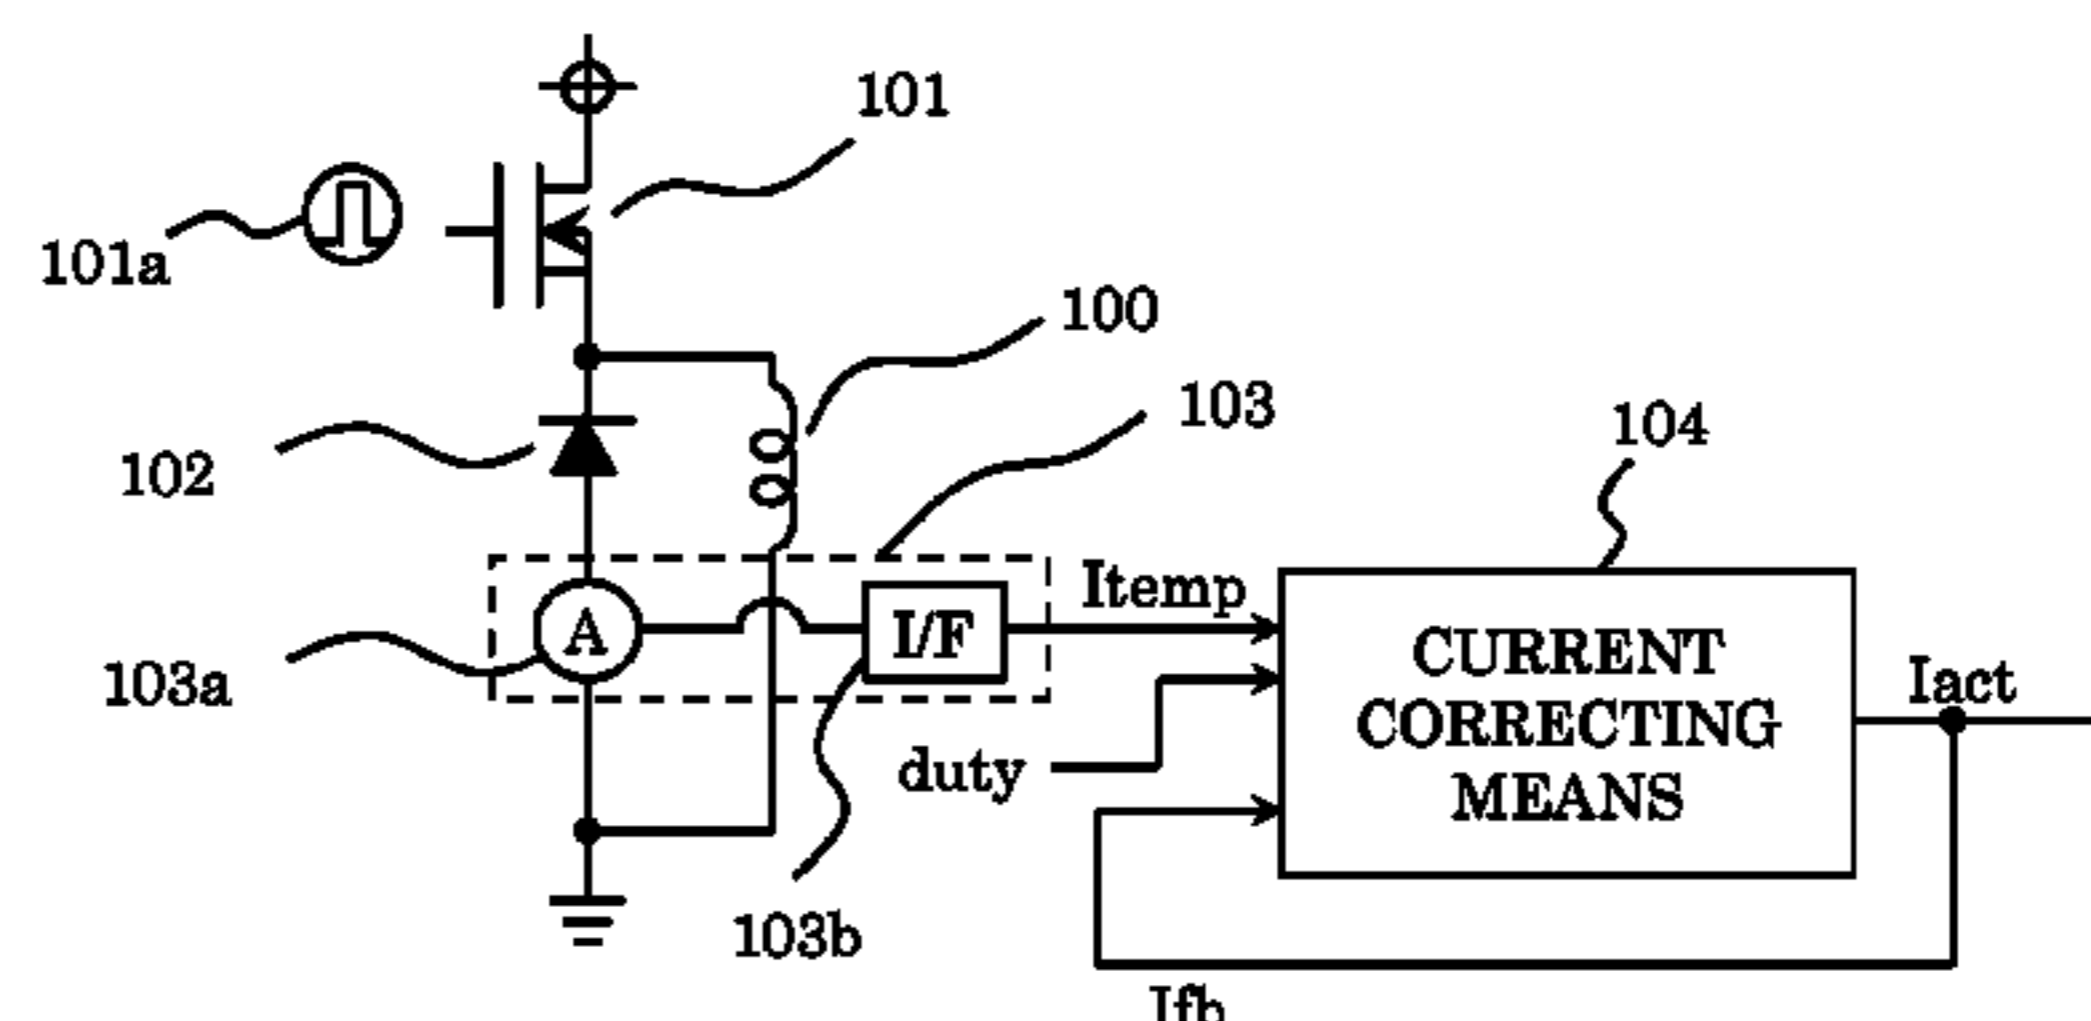 101
101a
100
103
104
102
Itemp
A
I/F
CURRENT
CORRECTING
MEANS
103a
Iact
duty
103b
Ifb